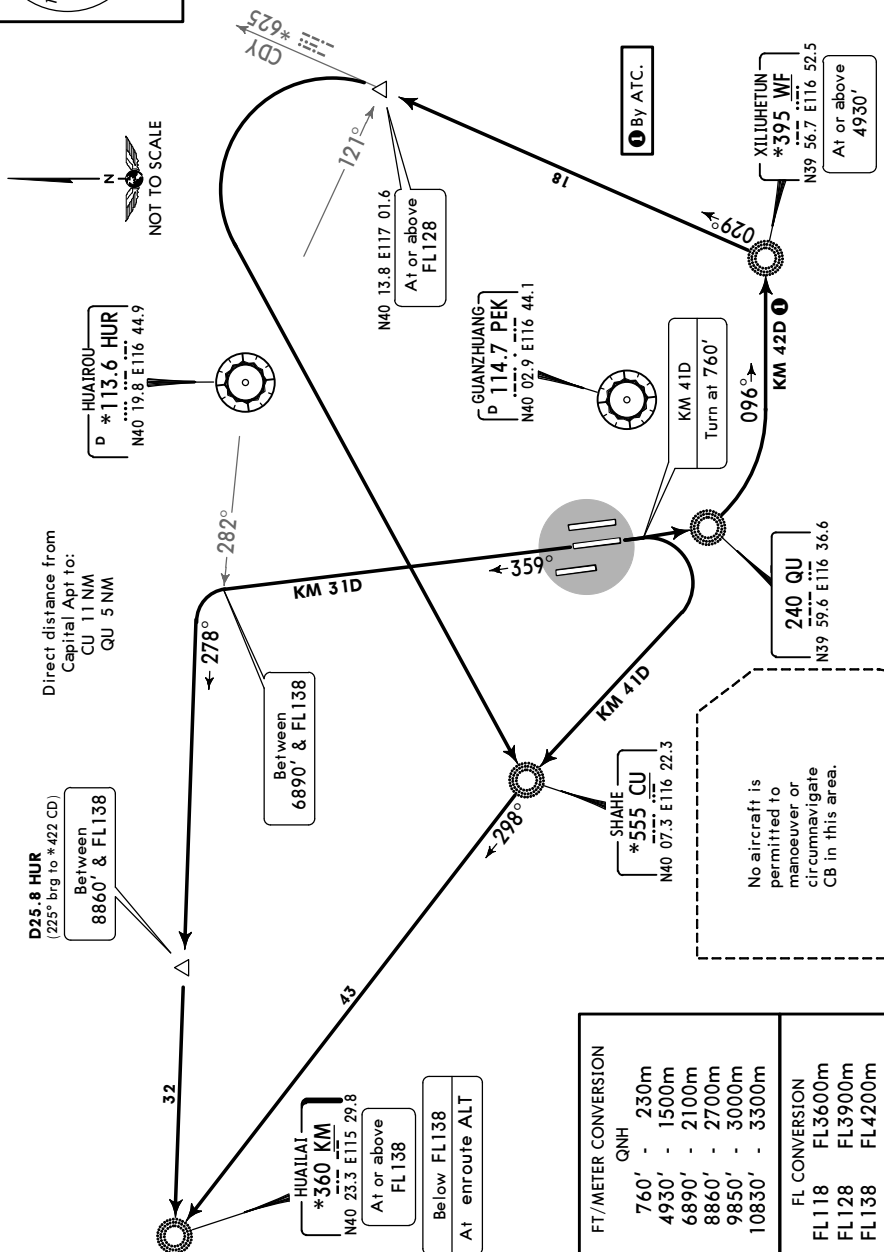 CDY
*625
N
NOT TO SCALE
Direct distance from
Capital Apt to:
CU 11 NM
QU 5 NM
HUAIROU
D *113.6 HUR
N40 19.8 E116 44.9
121°
N40 13.8 E117 01.6
At or above
FL128
❶ By ATC.
D25.8 HUR
(225° brg to *422 CD)
Between
8860' & FL138
278°
282°
KM 31D
359°
Between
6890' & FL138
GUANZHUANG
D 114.7 PEK
N40 02.9 E116 44.1
18
029°
XILIUHETUN
*395 WF
N39 56.7 E116 52.5
At or above
4930'
KM 41D
Turn at 760'
096°
KM 42D ❶
32
43
298°
KM 41D
SHAHE
*555 CU
N40 07.3 E116 22.3
240 QU
N39 59.6 E116 36.6
HUAILAI
*360 KM
N40 23.3 E115 29.8
At or above
FL138
Below FL138
At enroute ALT
No aircraft is
permitted to
manoeuver or
circumnavigate
CB in this area.
FT/METER CONVERSION
QNH
760' - 230m
4930' - 1500m
6890' - 2100m
8860' - 2700m
9850' - 3000m
10830' - 3300m
FL CONVERSION
FL118 FL3600m
FL128 FL3900m
FL138 FL4200m